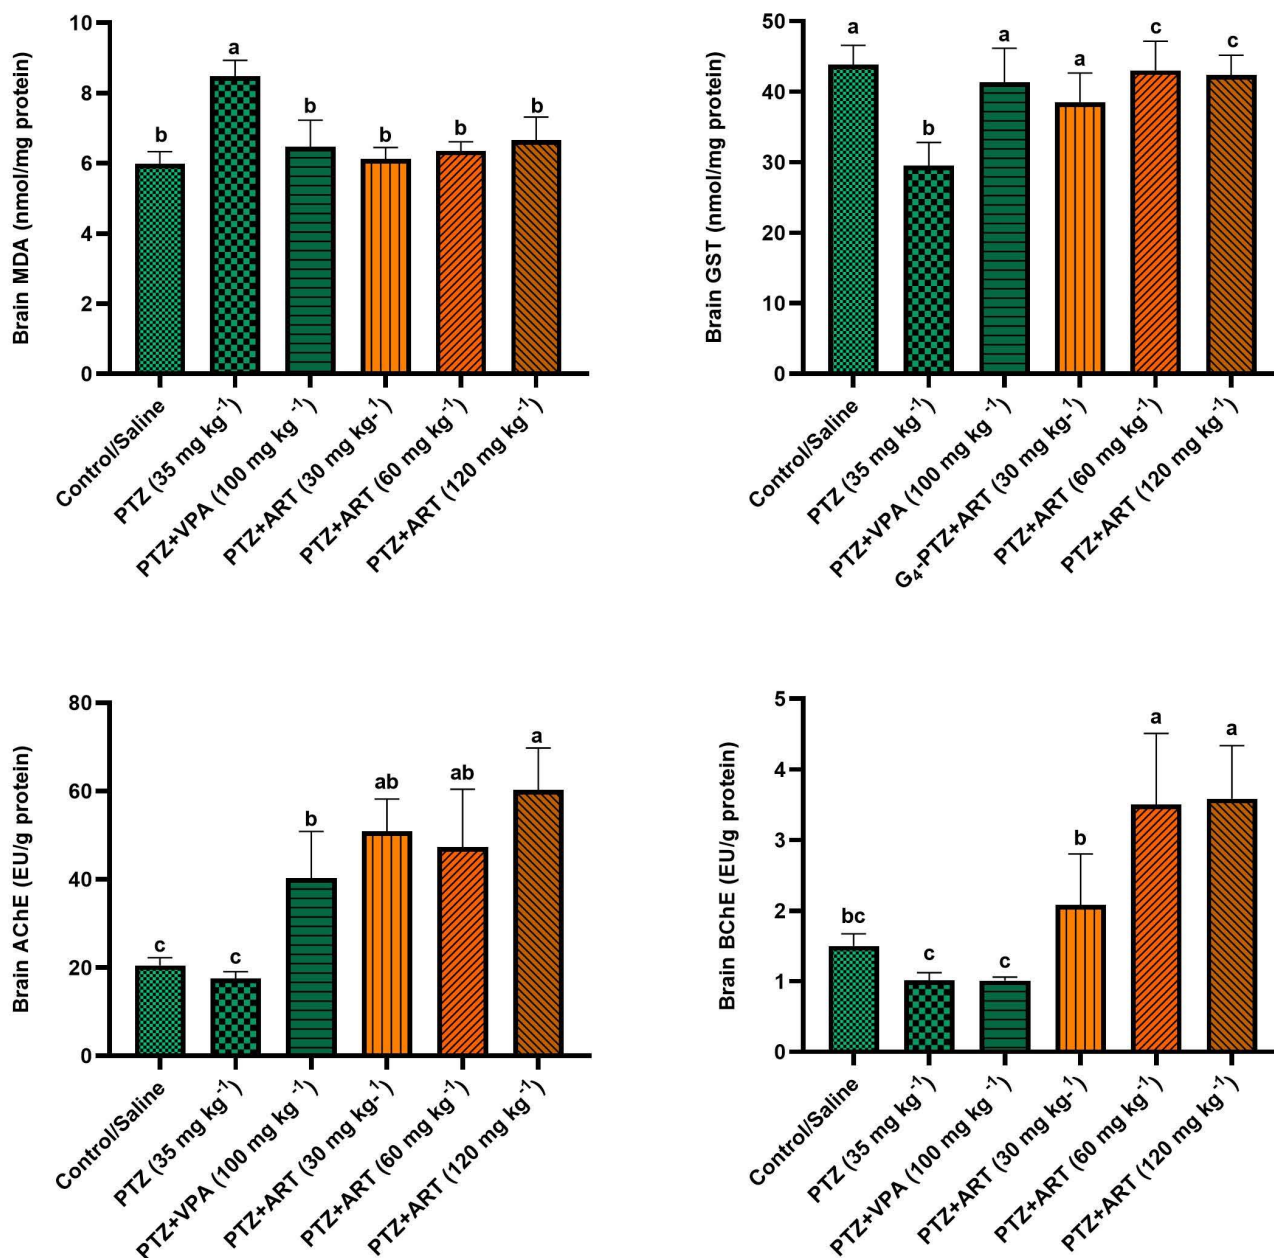 Brain MDA (nmol/mg protein)
10
8
6
4
2
0
b
a
b
b
b
b
Control/Saline
PTZ (35 mg kg⁻¹)
PTZ+VPA (100 mg kg⁻¹)
PTZ+ART (30 mg kg-¹)
PTZ+ART (60 mg kg⁻¹)
PTZ+ART (120 mg kg⁻¹)
Brain GST (nmol/mg protein)
50
40
30
20
10
0
a
b
a
a
c
c
Control/Saline
PTZ (35 mg kg⁻¹)
PTZ+VPA (100 mg kg⁻¹)
G₄-PTZ+ART (30 mg kg-¹)
PTZ+ART (60 mg kg⁻¹)
PTZ+ART (120 mg kg⁻¹)
Brain AChE (EU/g protein)
80
60
40
20
0
c
c
b
ab
ab
a
Control/Saline
PTZ (35 mg kg⁻¹)
PTZ+VPA (100 mg kg⁻¹)
PTZ+ART (30 mg kg-¹)
PTZ+ART (60 mg kg⁻¹)
PTZ+ART (120 mg kg⁻¹)
Brain BChE (EU/g protein)
5
4
3
2
1
0
bc
c
c
b
a
a
Control/Saline
PTZ (35 mg kg⁻¹)
PTZ+VPA (100 mg kg⁻¹)
PTZ+ART (30 mg kg-¹)
PTZ+ART (60 mg kg⁻¹)
PTZ+ART (120 mg kg⁻¹)